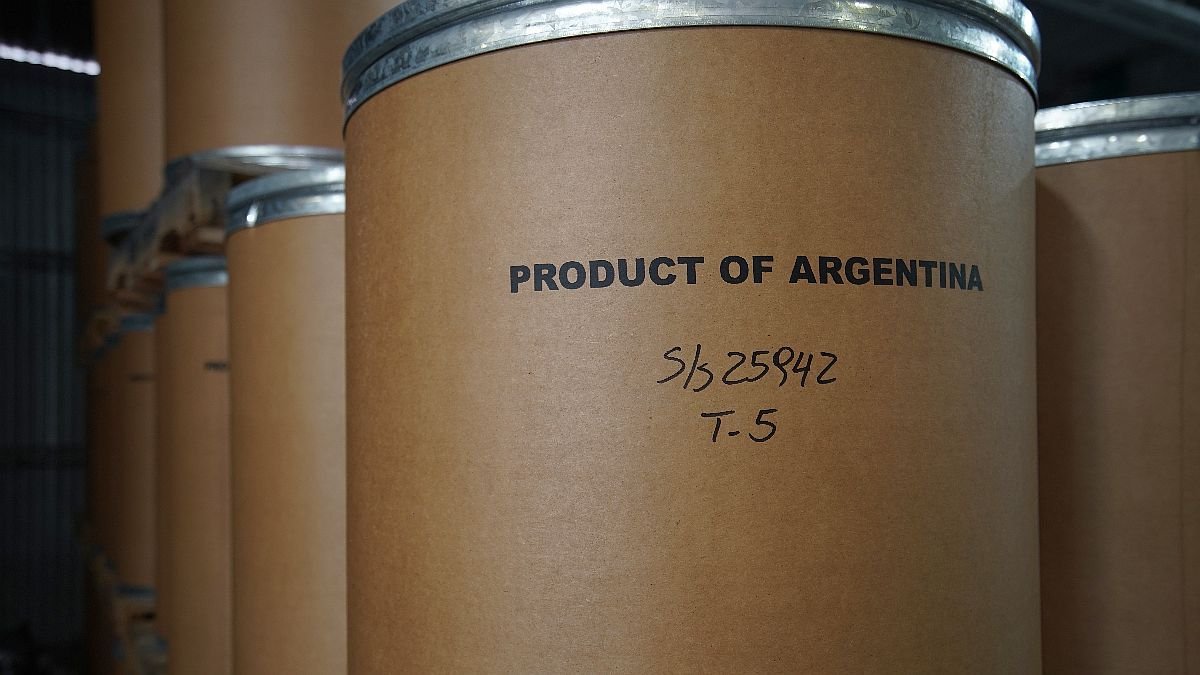 PRODUCT OF ARGENTINA
S/S 25942
T-5